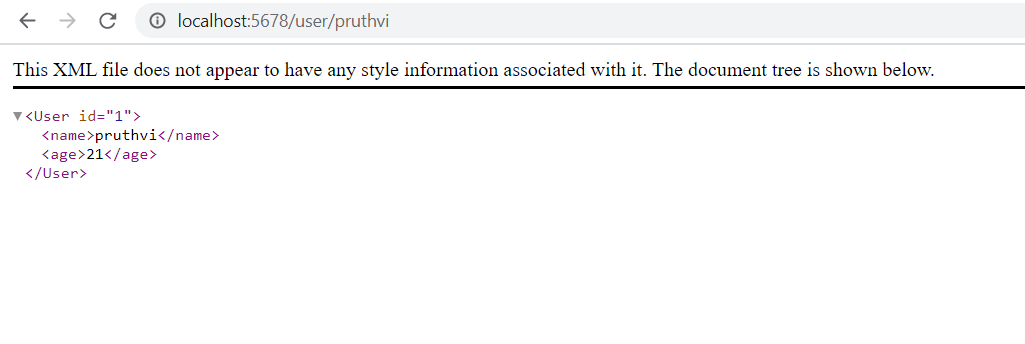 localhost:5678/user/pruthvi
This XML file does not appear to have any style information associated with it. The document tree is shown below.
<User id="1">
<name>pruthvi</name>
<age>21</age>
</User>